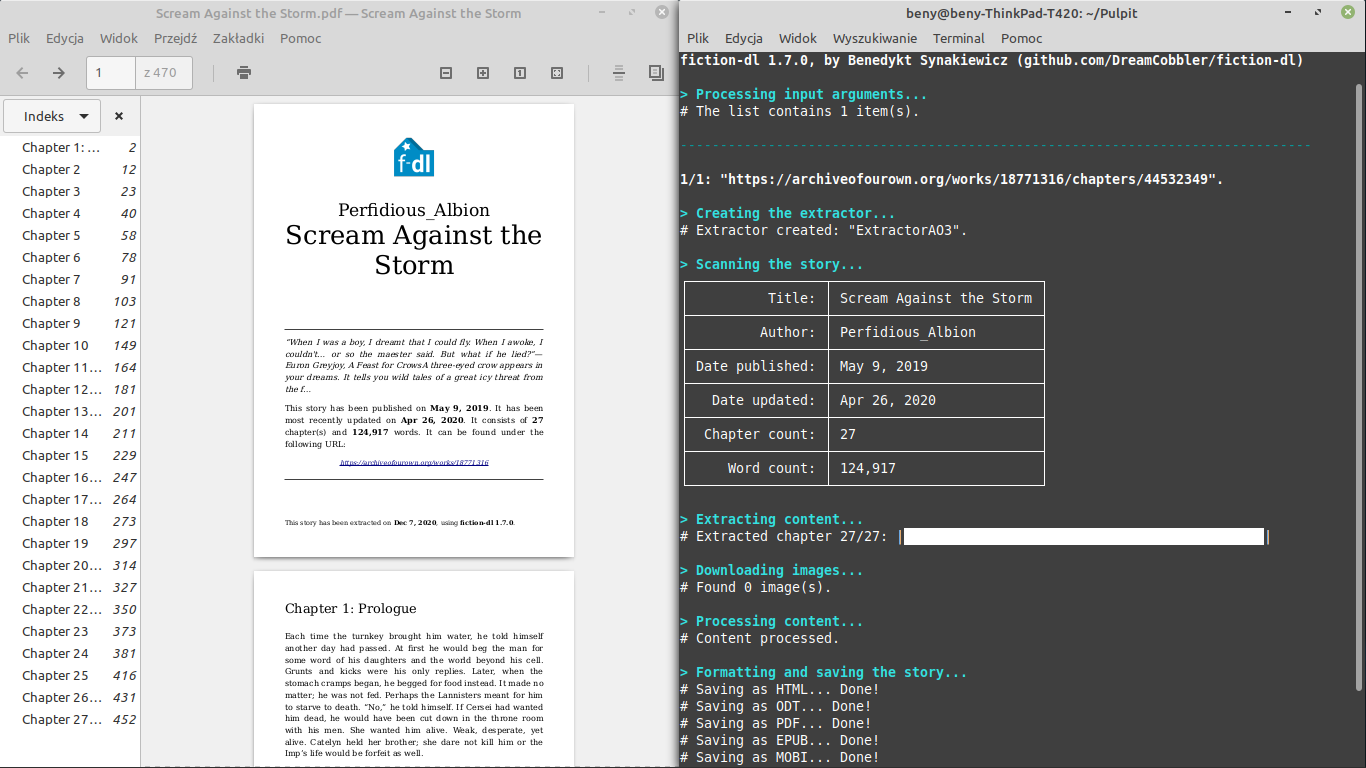 Scream Against the Storm.pdf — Scream Against the Storm
Plik Edycja Widok Przejdź Zakładki Pomoc
1 z 470
Indeks
Chapter 1: ... 2
Chapter 2 12
Chapter 3 23
Chapter 4 40
Chapter 5 58
Chapter 6 78
Chapter 7 91
Chapter 8 103
Chapter 9 121
Chapter 10 149
Chapter 11... 164
Chapter 12... 181
Chapter 13... 201
Chapter 14 211
Chapter 15 229
Chapter 16... 247
Chapter 17... 264
Chapter 18 273
Chapter 19 297
Chapter 20... 314
Chapter 21... 327
Chapter 22... 350
Chapter 23 373
Chapter 24 381
Chapter 25 416
Chapter 26... 431
Chapter 27... 452
f-dl
Perfidious_Albion
Scream Against the
Storm
“When I was a boy, I dreamt that I could fly. When I awoke, I
couldn't... or so the maester said. But what if he lied?”—
Euron Greyjoy, A Feast for CrowsA three-eyed crow appears in
your dreams. It tells you wild tales of a great icy threat from
the f...
This story has been published on May 9, 2019. It has been
most recently updated on Apr 26, 2020. It consists of 27
chapter(s) and 124,917 words. It can be found under the
following URL:
https://archiveofourown.org/works/18771316
This story has been extracted on Dec 7, 2020, using fiction-dl 1.7.0.
Chapter 1: Prologue
Each time the turnkey brought him water, he told himself
another day had passed. At first he would beg the man for
some word of his daughters and the world beyond his cell.
Grunts and kicks were his only replies. Later, when the
stomach cramps began, he begged for food instead. It made no
matter; he was not fed. Perhaps the Lannisters meant for him
to starve to death. “No,” he told himself. If Cersei had wanted
him dead, he would have been cut down in the throne room
with his men. She wanted him alive. Weak, desperate, yet
alive. Catelyn held her brother; she dare not kill him or the
Imp’s life would be forfeit as well.
beny@beny-ThinkPad-T420: ~/Pulpit
Plik Edycja Widok Wyszukiwanie Terminal Pomoc
fiction-dl 1.7.0, by Benedykt Synakiewicz (github.com/DreamCobbler/fiction-dl)
> Processing input arguments...
# The list contains 1 item(s).
--------------------------------------------------------------------------------
1/1: "https://archiveofourown.org/works/18771316/chapters/44532349".
> Creating the extractor...
# Extractor created: "ExtractorAO3".
> Scanning the story...
Title: Scream Against the Storm
Author: Perfidious_Albion
Date published: May 9, 2019
Date updated: Apr 26, 2020
Chapter count: 27
Word count: 124,917
> Extracting content...
# Extracted chapter 27/27: | |
> Downloading images...
# Found 0 image(s).
> Processing content...
# Content processed.
> Formatting and saving the story...
# Saving as HTML... Done!
# Saving as ODT... Done!
# Saving as PDF... Done!
# Saving as EPUB... Done!
# Saving as MOBI... Done!